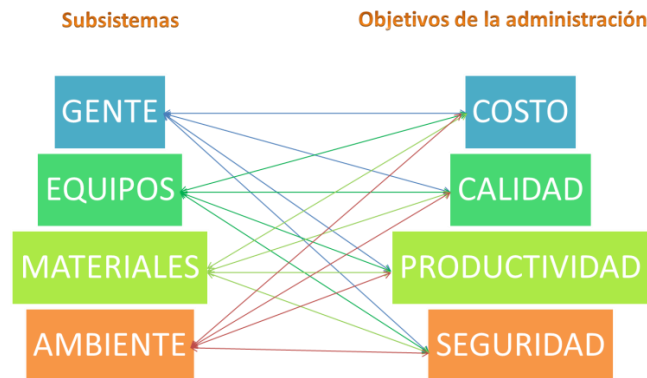 Subsistemas
Objetivos de la administración
GENTE
COSTO
EQUIPOS
CALIDAD
MATERIALES
PRODUCTIVIDAD
AMBIENTE
SEGURIDAD